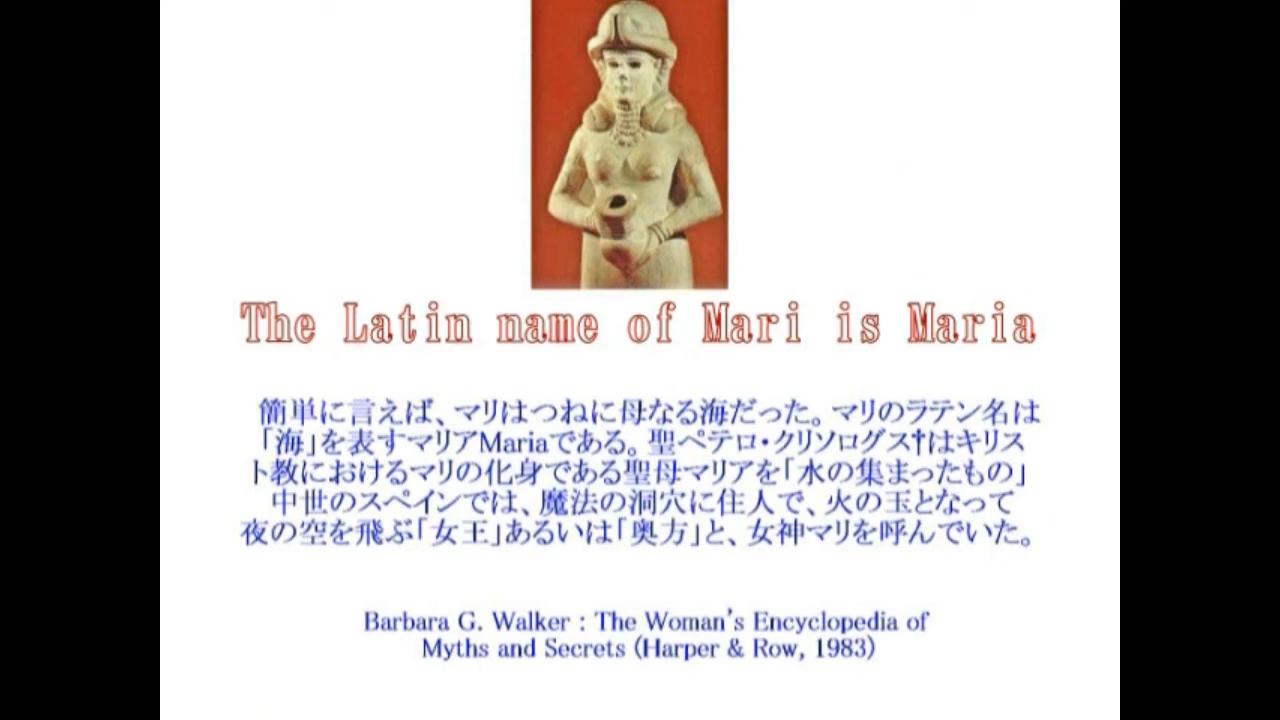 The Latin name of Mari is Maria
簡単に言えば、マリはつねに母なる海だった。マリのラテン名は
「海」を表すマリアMariaである。聖ペテロ・クリソログス†はキリス
ト教におけるマリの化身である聖母マリアを「水の集まったもの」
中世のスペインでは、魔法の洞穴に住人で、火の玉となって
夜の空を飛ぶ「女王」あるいは「奥方」と、女神マリを呼んでいた。
Barbara G. Walker : The Woman's Encyclopedia of
Myths and Secrets (Harper & Row, 1983)